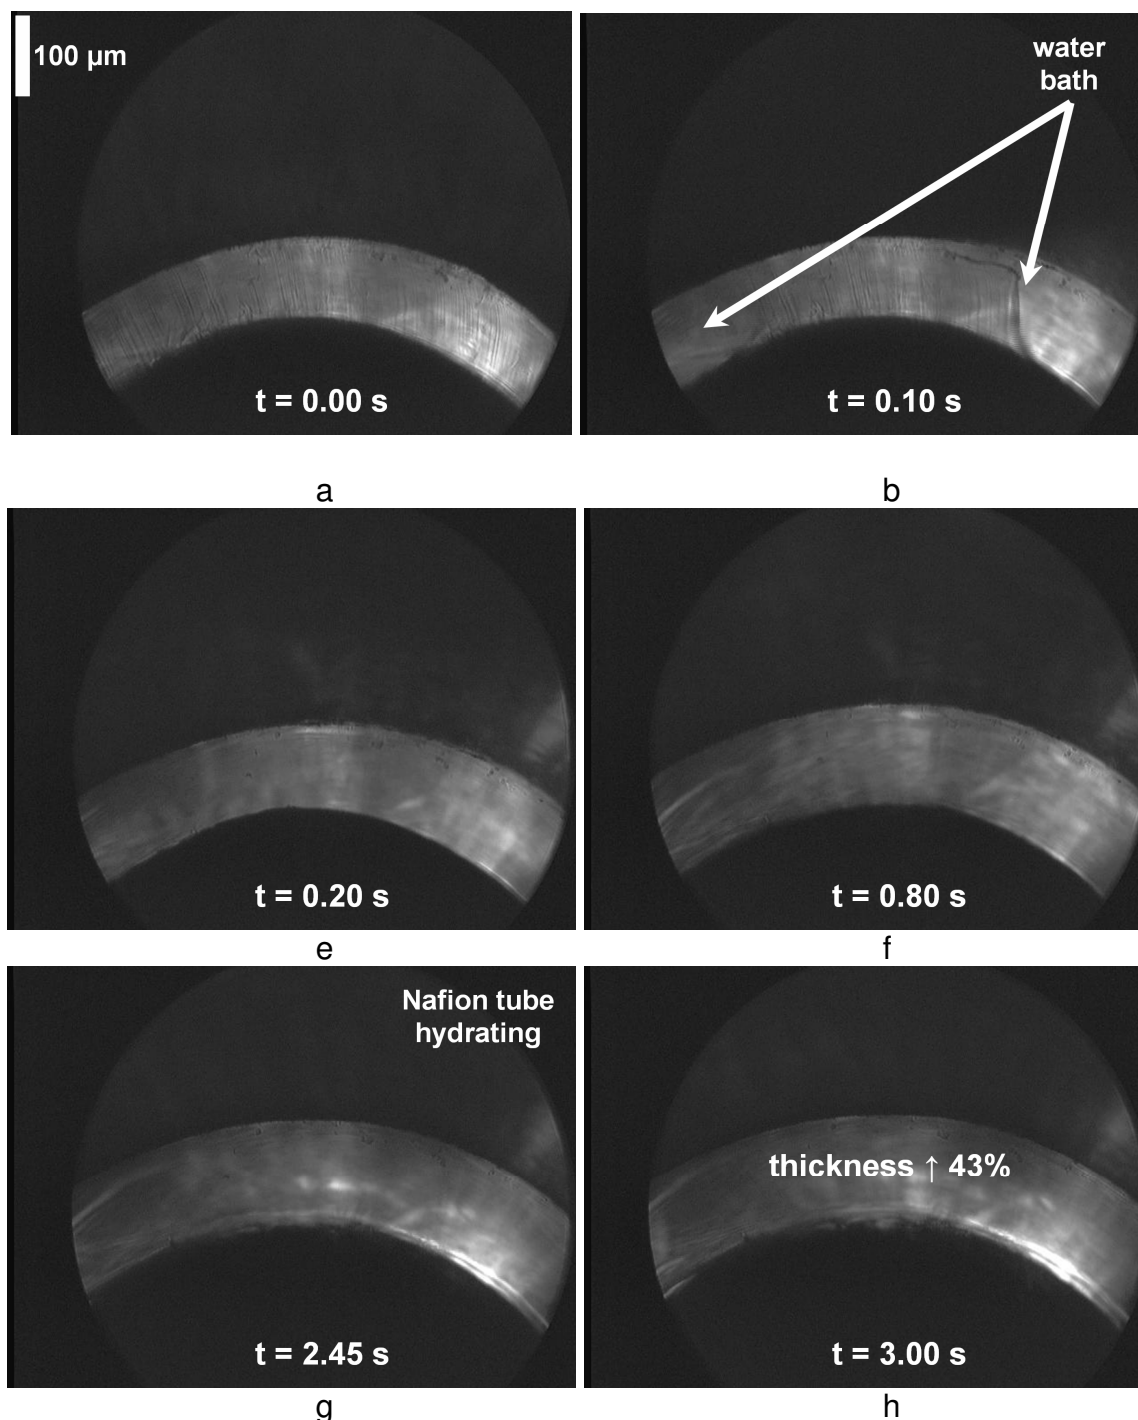 100 µm
water
bath
t = 0.00 s
t = 0.10 s
a
b
t = 0.20 s
t = 0.80 s
e
f
Nafion tube
hydrating
thickness ↑ 43%
t = 2.45 s
t = 3.00 s
g
h